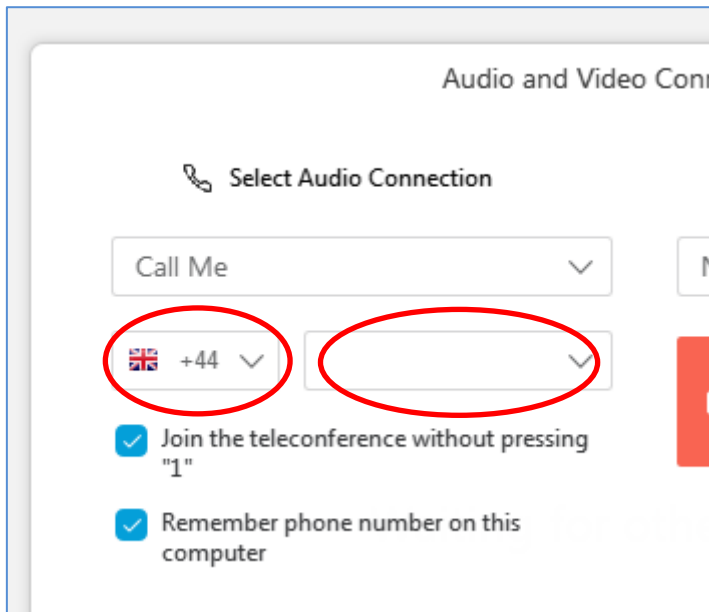 Audio and Video
Select Audio Connection
Call Me
+44
Join the teleconference without pressing
"1"
Remember phone number on this
computer